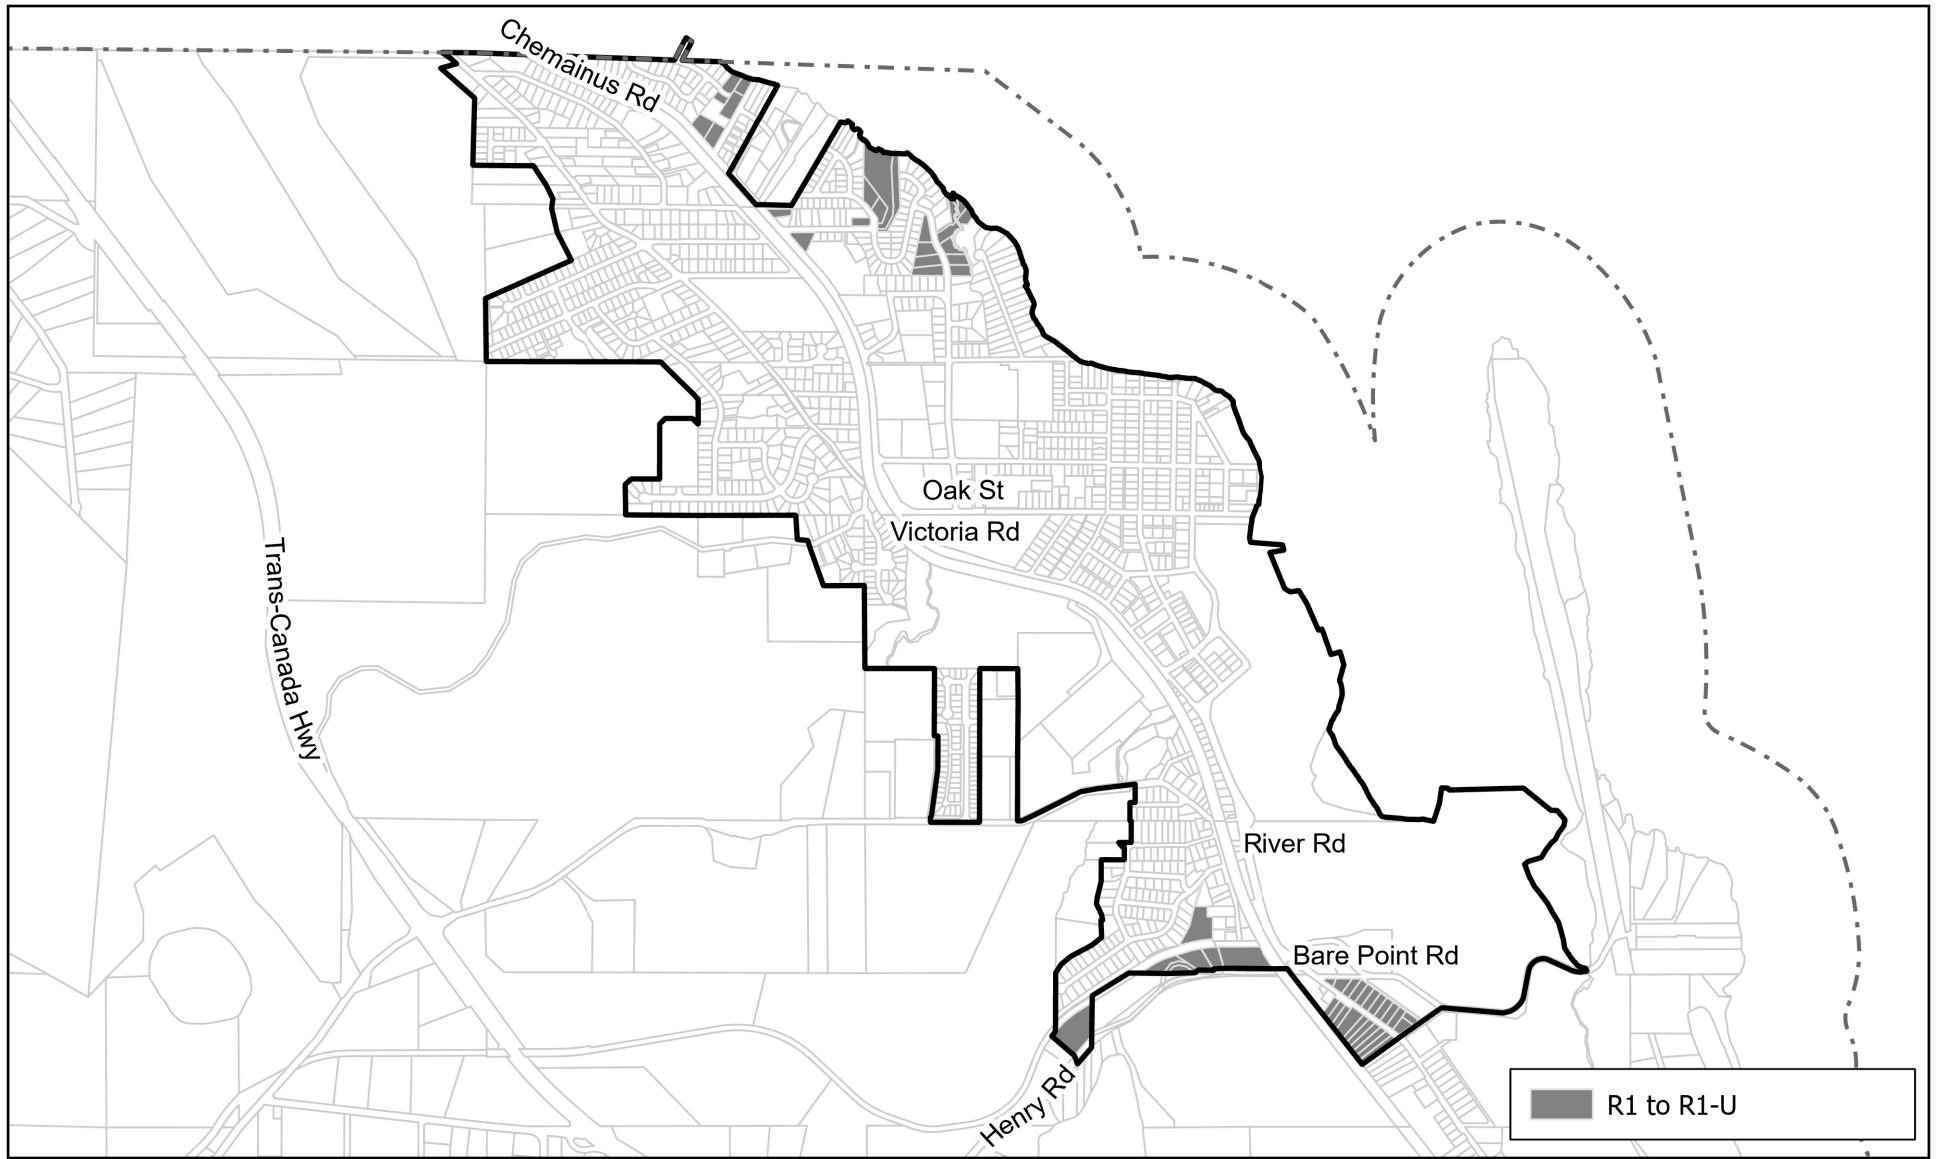 Chemainus Rd
Oak St
Victoria Rd
Trans-Canada Hwy
River Rd
Bare Point Rd
Henry Rd
R1 to R1-U